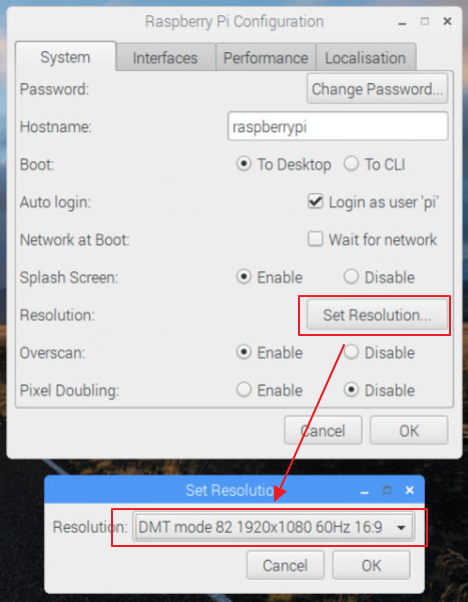 Raspberry Pi Configuration
System Interfaces Performance Localisation
Password: Change Password...
Hostname: raspberrypi
Boot: To Desktop To CLI
Auto login: Login as user 'pi'
Network at Boot: Wait for network
Splash Screen: Enable Disable
Resolution: Set Resolution...
Overscan: Enable Disable
Pixel Doubling: Enable Disable
Cancel OK
Set Resolution
Resolution: DMT mode 82 1920x1080 60Hz 16:9
Cancel OK